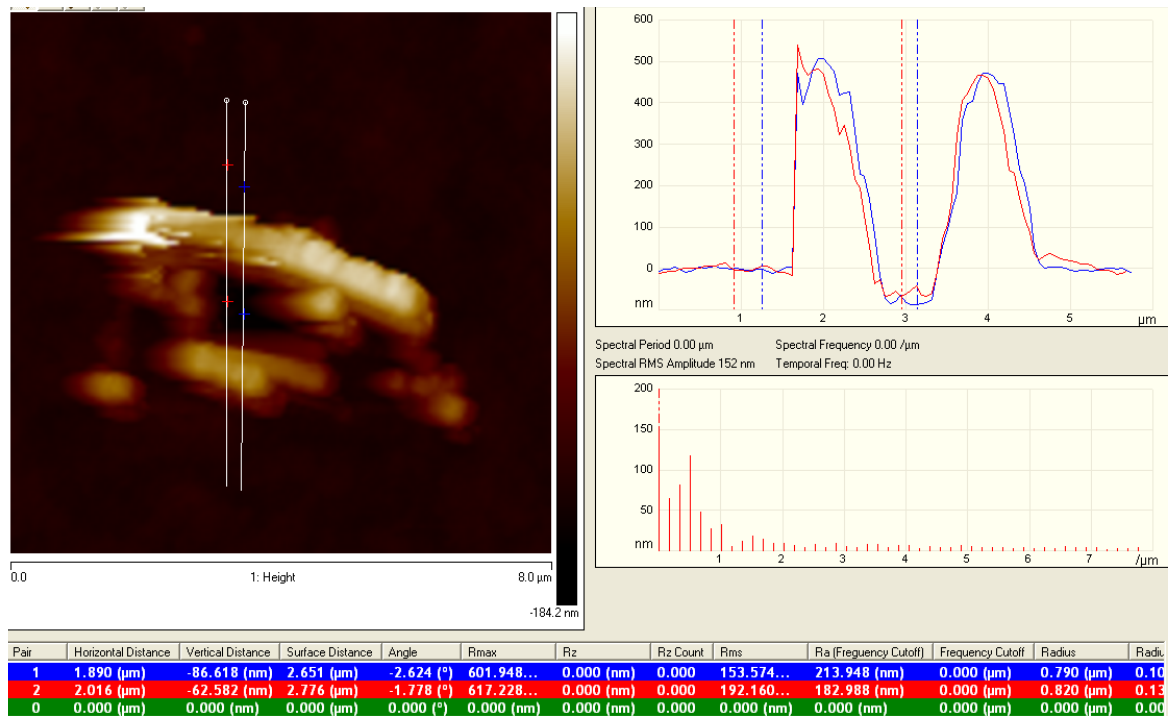 0.0 1: Height 8.0 µm
-184.2 nm
600
500
400
300
200
100
0
nm
1 2 3 4 5 µm
Spectral Period 0.00 µm Spectral Frequency 0.00 /µm
Spectral RMS Amplitude 152 nm Temporal Freq: 0.00 Hz
200
150
100
50
nm
1 2 3 4 5 6 7 /µm
Pair Horizontal Distance Vertical Distance Surface Distance Angle Rmax Rz Rz Count Rms Ra (Freguency Cutoff) Frequency Cutoff Radius Radiu
1 1.890 (µm) -86.618 (nm) 2.651 (µm) -2.624 (°) 601.948... 0.000 (nm) 0.000 153.574... 213.948 (nm) 0.000 (µm) 0.790 (µm) 0.10
2 2.016 (µm) -62.582 (nm) 2.776 (µm) -1.778 (°) 617.228... 0.000 (nm) 0.000 192.160... 182.988 (nm) 0.000 (µm) 0.820 (µm) 0.13
0 0.000 (µm) 0.000 (nm) 0.000 (µm) 0.000 (°) 0.000 (nm) 0.000 (nm) 0.000 0.000 (nm) 0.000 (nm) 0.000 (µm) 0.000 (µm) 0.00